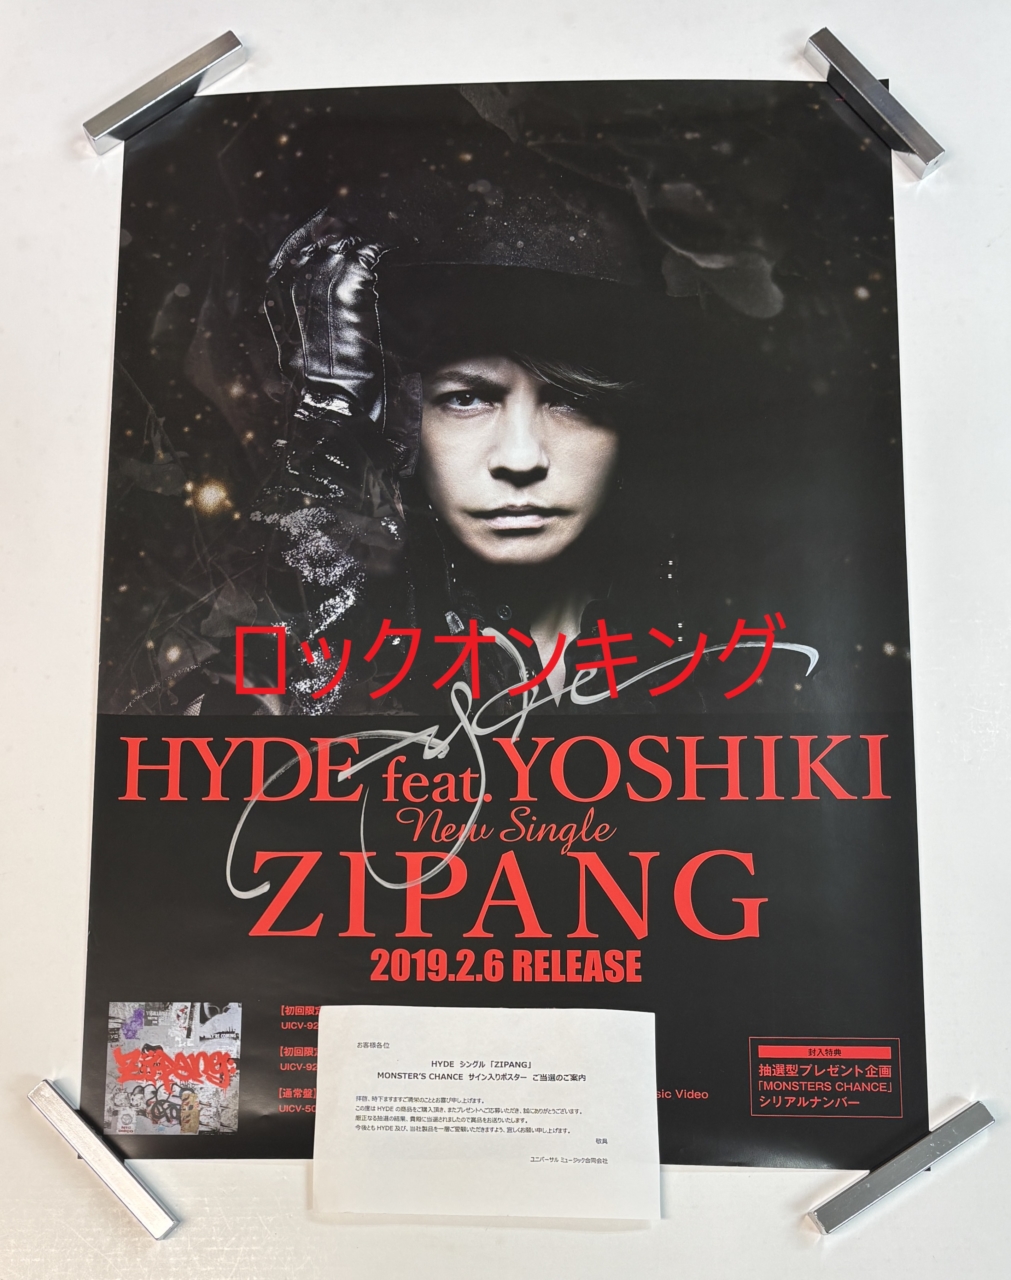 ロックオンキング
hyde
HYDE feat. YOSHIKI
New Single
ZIPANG
2019.2.6 RELEASE
【初回限定
UICV-92
【初回限定
UICV-92
【通常盤】
UICV-50
sic Video
ZIPANG
封入特典
抽選型プレゼント企画
「MONSTERS CHANCE」
シリアルナンバー
お客様各位
HYDE シングル「ZIPANG」
MONSTER'S CHANCE サイン入りポスター ご当選のご案内
拝啓、時下ますますご清栄のこととお喜び申し上げます。
この度は HYDE の商品をご購入頂き、またプレゼントへご応募いただき、誠にありがとうございます。
厳正なる抽選の結果、貴殿に当選されましたので賞品をお送りいたします。
今後とも HYDE 及び、当社製品を一層ご愛顧いただきますよう、宜しくお願い申し上げます。
敬具
ユニバーサル ミュージック合同会社